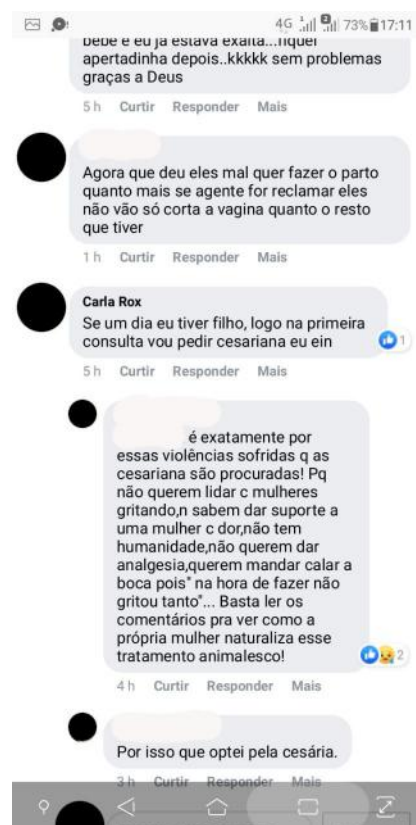 4G 73% 17:11
bebê e eu já estava exalta...fiquei
apertadinha depois..kkkkk sem problemas
graças a Deus
5 h Curtir Responder Mais
Agora que deu eles mal quer fazer o parto
quanto mais se agente for reclamar eles
não vão só corta a vagina quanto o resto
que tiver
1 h Curtir Responder Mais
Carla Rox
Se um dia eu tiver filho, logo na primeira
consulta vou pedir cesariana eu ein
1
5 h Curtir Responder Mais
é exatamente por
essas violências sofridas q as
cesariana são procuradas! Pq
não querem lidar c mulheres
gritando,n sabem dar suporte a
uma mulher c dor,não tem
humanidade,não querem dar
analgesia,querem mandar calar a
boca pois" na hora de fazer não
gritou tanto"... Basta ler os
comentários pra ver como a
própria mulher naturaliza esse
tratamento animalesco!
2
4 h Curtir Responder Mais
Por isso que optei pela cesária.
3 h Curtir Responder Mais